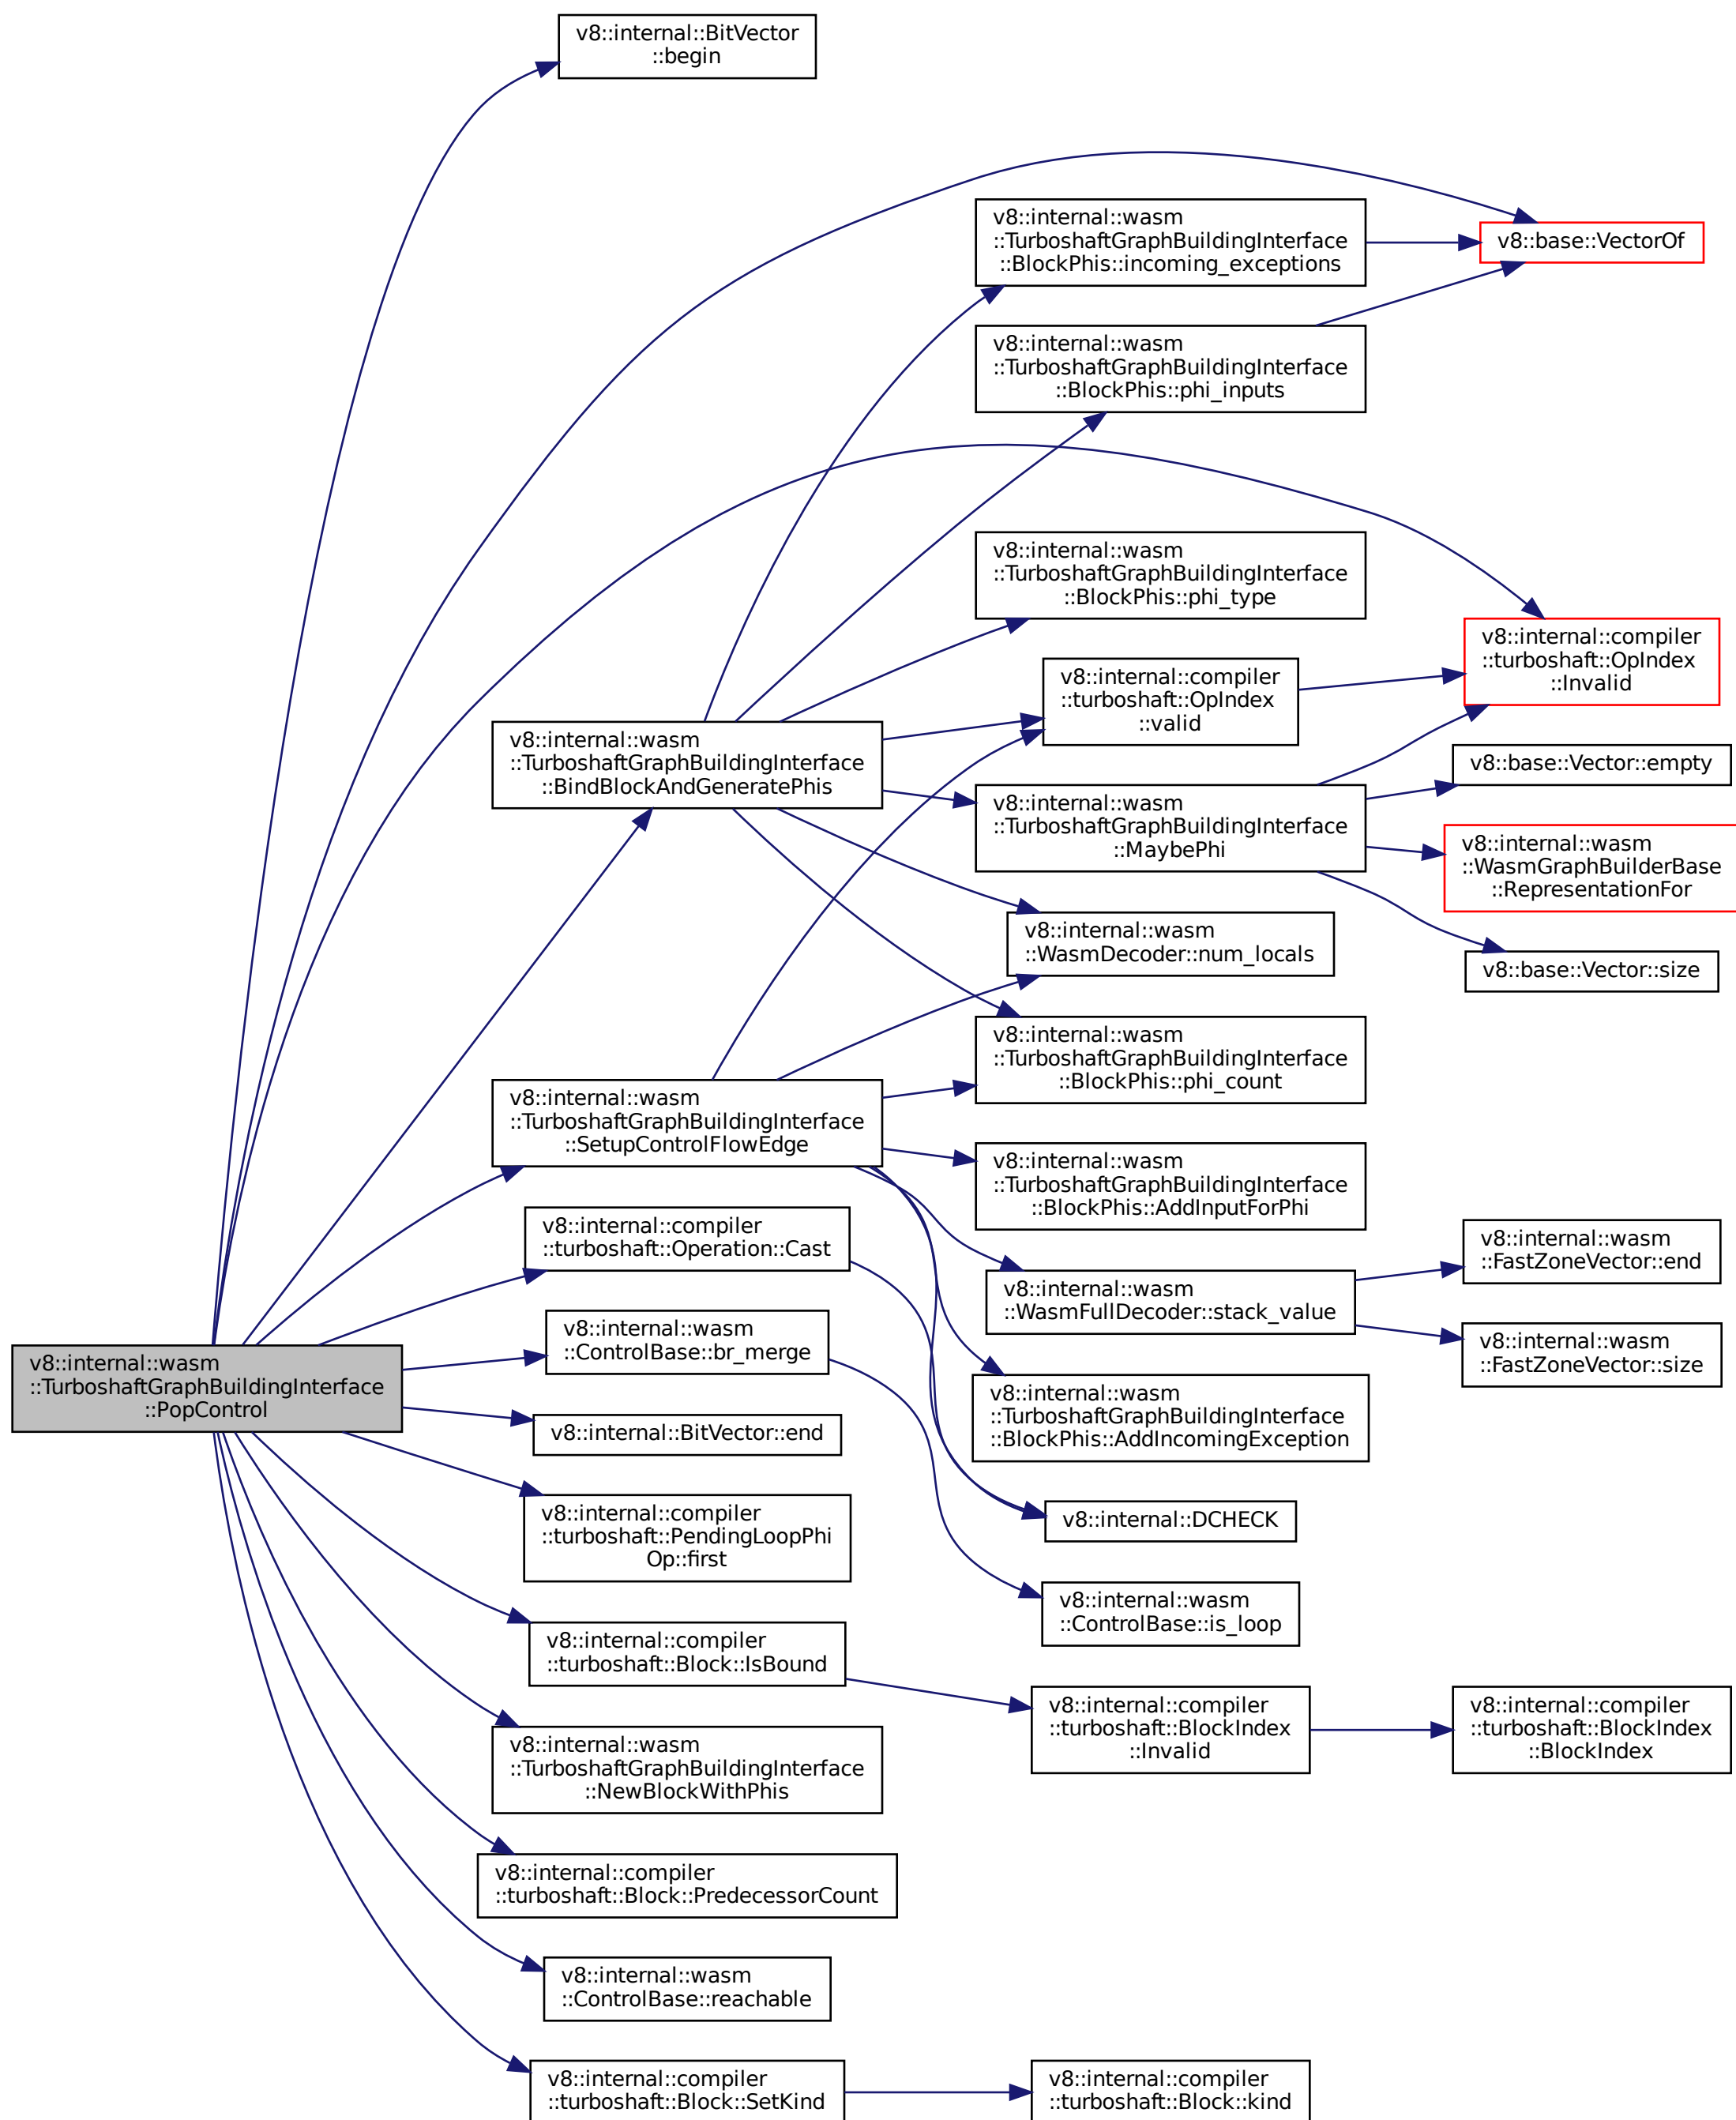 v8::internal::BitVector
::begin
v8::internal::wasm
::TurboshaftGraphBuildingInterface
::BlockPhis::incoming_exceptions
v8::base::VectorOf
v8::internal::wasm
::TurboshaftGraphBuildingInterface
::BlockPhis::phi_inputs
v8::internal::wasm
::TurboshaftGraphBuildingInterface
::BlockPhis::phi_type
v8::internal::compiler
::turboshaft::OpIndex
::Invalid
v8::internal::compiler
::turboshaft::OpIndex
::valid
v8::internal::wasm
::TurboshaftGraphBuildingInterface
::BindBlockAndGeneratePhis
v8::base::Vector::empty
v8::internal::wasm
::TurboshaftGraphBuildingInterface
::MaybePhi
v8::internal::wasm
::WasmGraphBuilderBase
::RepresentationFor
v8::internal::wasm
::WasmDecoder::num_locals
v8::base::Vector::size
v8::internal::wasm
::TurboshaftGraphBuildingInterface
::BlockPhis::phi_count
v8::internal::wasm
::TurboshaftGraphBuildingInterface
::SetupControlFlowEdge
v8::internal::wasm
::TurboshaftGraphBuildingInterface
::BlockPhis::AddInputForPhi
v8::internal::compiler
::turboshaft::Operation::Cast
v8::internal::wasm
::FastZoneVector::end
v8::internal::wasm
::WasmFullDecoder::stack_value
v8::internal::wasm
::ControlBase::br_merge
v8::internal::wasm
::FastZoneVector::size
v8::internal::wasm
::TurboshaftGraphBuildingInterface
::PopControl
v8::internal::wasm
::TurboshaftGraphBuildingInterface
::BlockPhis::AddIncomingException
v8::internal::BitVector::end
v8::internal::compiler
::turboshaft::PendingLoopPhi
Op::first
v8::internal::DCHECK
v8::internal::wasm
::ControlBase::is_loop
v8::internal::compiler
::turboshaft::Block::IsBound
v8::internal::compiler
::turboshaft::BlockIndex
::Invalid
v8::internal::compiler
::turboshaft::BlockIndex
::BlockIndex
v8::internal::wasm
::TurboshaftGraphBuildingInterface
::NewBlockWithPhis
v8::internal::compiler
::turboshaft::Block::PredecessorCount
v8::internal::wasm
::ControlBase::reachable
v8::internal::compiler
::turboshaft::Block::SetKind
v8::internal::compiler
::turboshaft::Block::kind